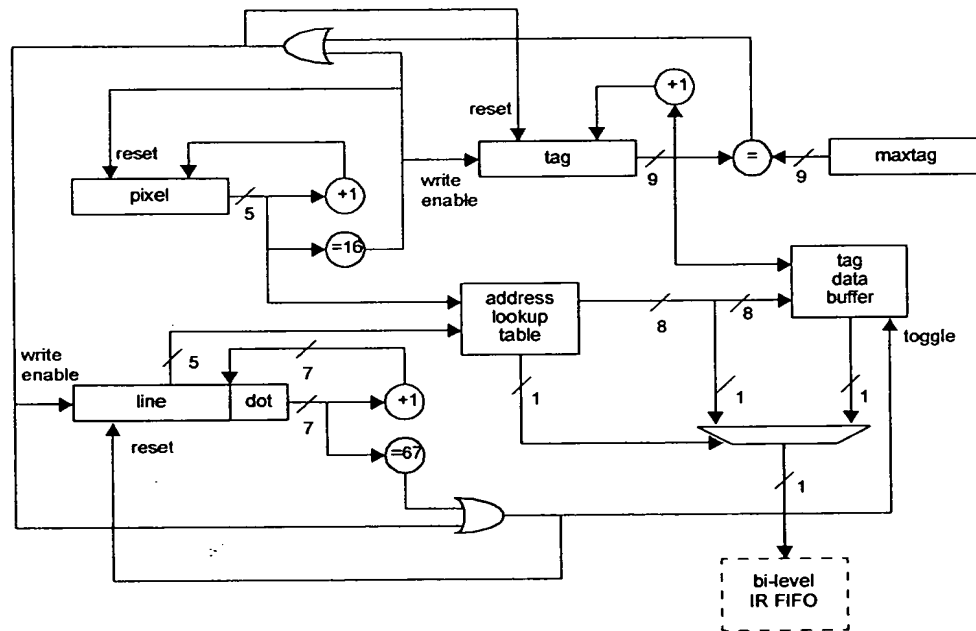 +1
reset
reset
tag
=
maxtag
9
9
write
enable
pixel
5
+1
=16
tag
data
buffer
address
lookup
table
8
8
toggle
write
enable
5
7
line
dot
7
+1
1
1
1
reset
=67
1
bi-level
IR FIFO